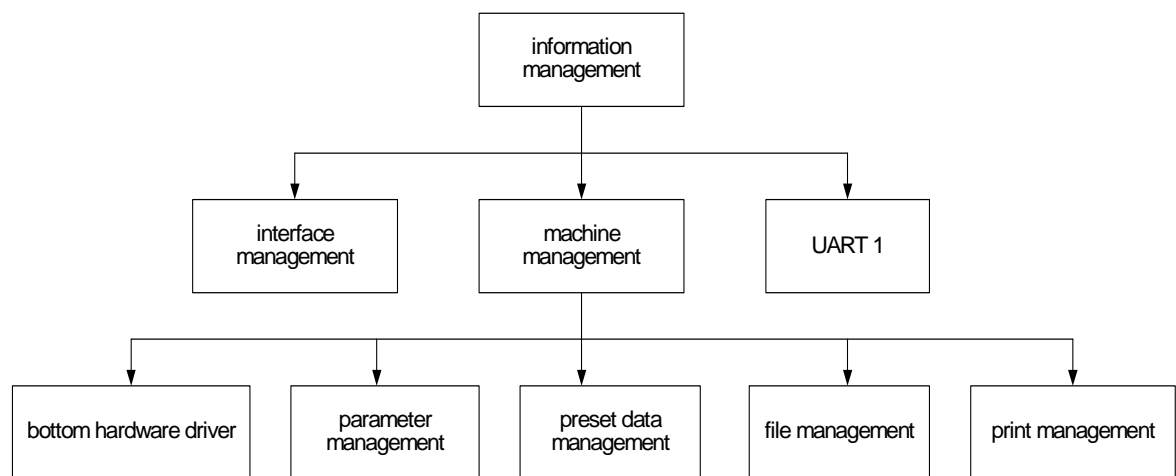 information
management
interface
management
machine
management
UART 1
bottom hardware driver
parameter
management
preset data
management
file management
print management